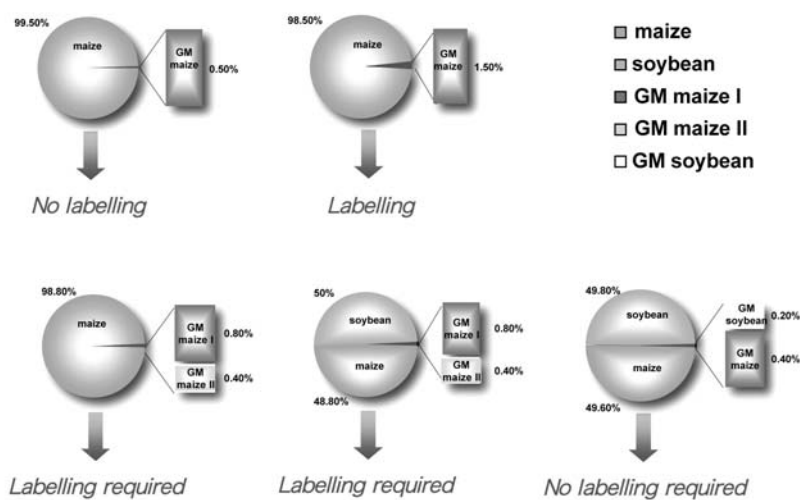 99.50%
maize
GM
maize
0.50%
No labelling
98.50%
maize
GM
maize
1.50%
Labelling
maize
soybean
GM maize I
GM maize II
GM soybean
98.80%
maize
GM
maize I
0.80%
GM
maize II
0.40%
Labelling required
50%
soybean
maize
48.80%
GM
maize I
0.80%
GM
maize II
0.40%
Labelling required
49.80%
soybean
maize
49.60%
GM
soybean
0.20%
GM
maize
0.40%
No labelling required